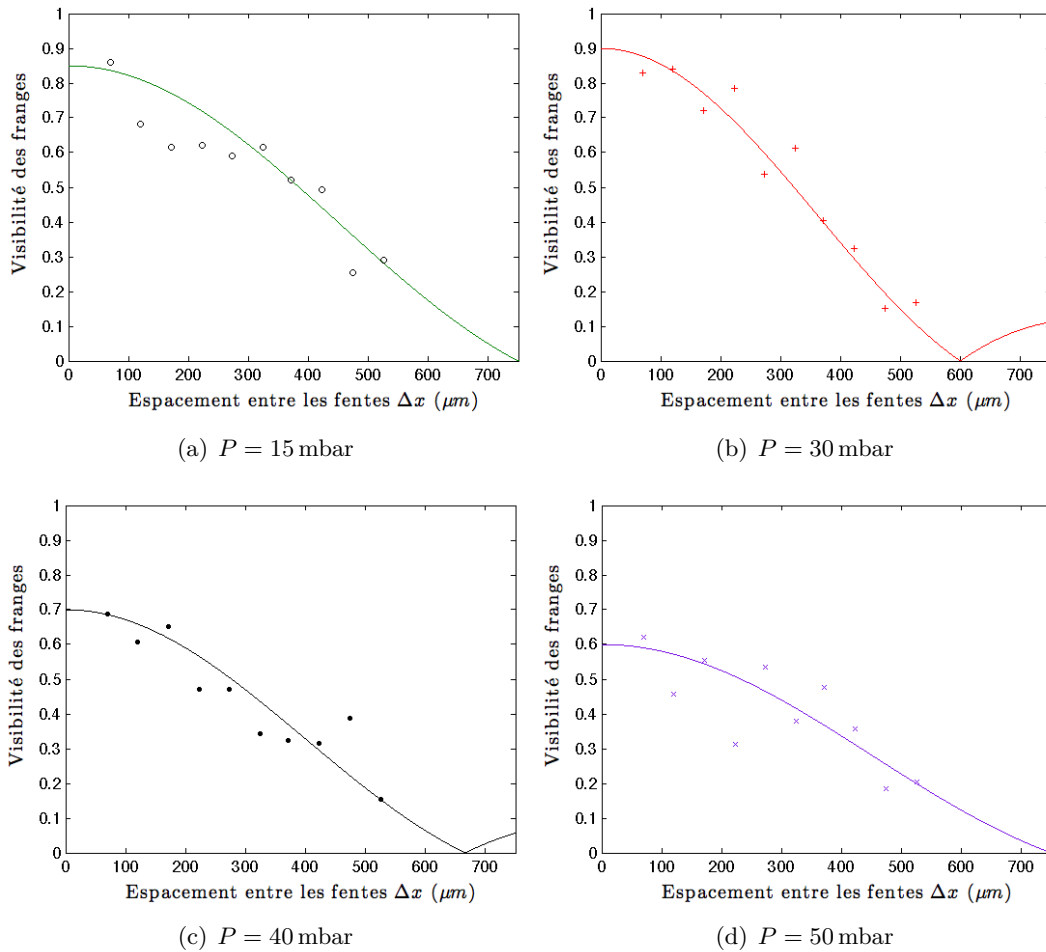 1
0.9
0.8
0.7
0.6
0.5
0.4
0.3
0.2
0.1
0
Visibilité des franges
0 100 200 300 400 500 600 700
Espacement entre les fentes Δx (μm)
(a) P = 15 mbar
1
0.9
0.8
0.7
0.6
0.5
0.4
0.3
0.2
0.1
0
Visibilité des franges
0 100 200 300 400 500 600 700
Espacement entre les fentes Δx (μm)
(b) P = 30 mbar
1
0.9
0.8
0.7
0.6
0.5
0.4
0.3
0.2
0.1
0
Visibilité des franges
0 100 200 300 400 500 600 700
Espacement entre les fentes Δx (μm)
(c) P = 40 mbar
1
0.9
0.8
0.7
0.6
0.5
0.4
0.3
0.2
0.1
0
Visibilité des franges
0 100 200 300 400 500 600 700
Espacement entre les fentes Δx (μm)
(d) P = 50 mbar